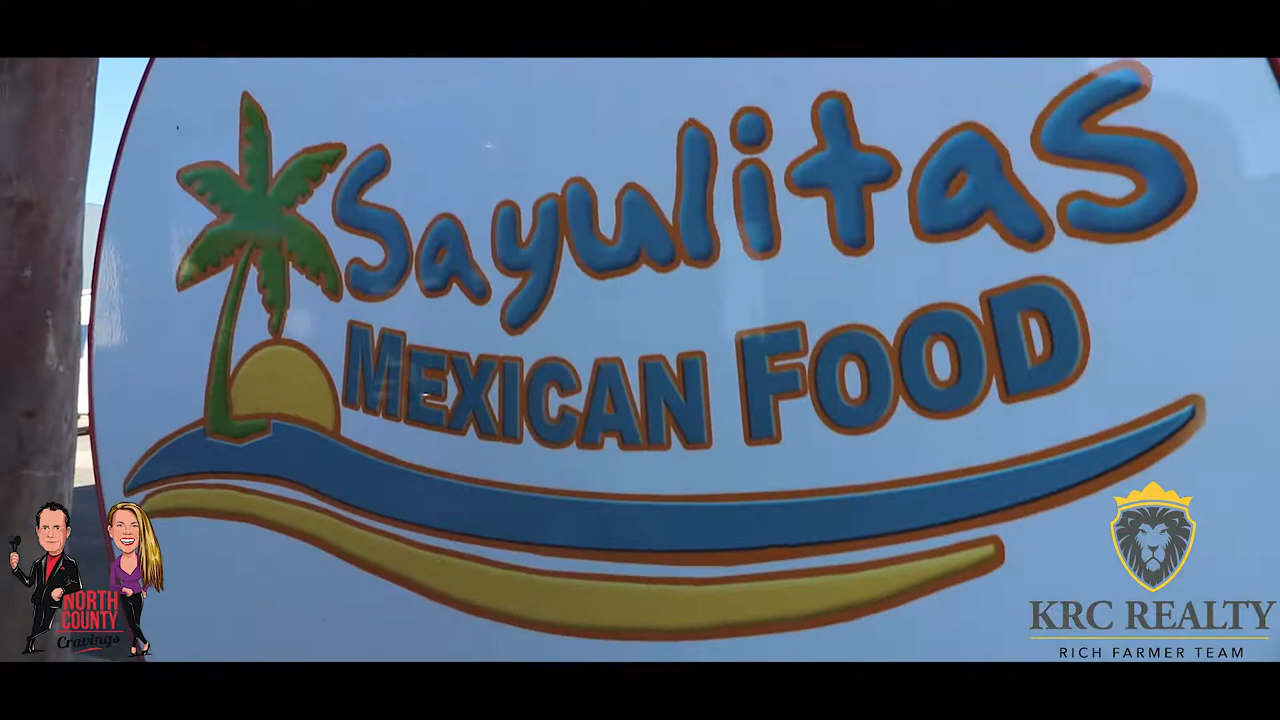 Sayulitas
MEXICAN FOOD
NORTH
COUNTY
Cravings
KRC REALTY
RICH FARMER TEAM